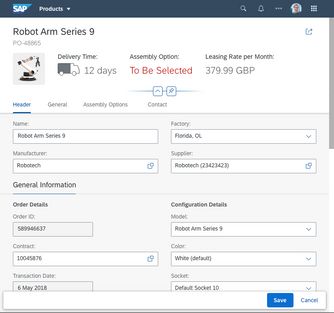 SAP Products
Robot Arm Series 9
PO-48865
Delivery Time:
12 days
Assembly Option:
To Be Selected
Leasing Rate per Month:
379.99 GBP
Header General Assembly Options Contact
Name:
Robot Arm Series 9
Factory:
Florida, OL
Manufacturer:
Robotech
Supplier:
Robotech (23423423)
General Information
Order Details
Order ID:
589946637
Contract:
10045876
Transaction Date:
6 May 2018
Configuration Details
Model:
Robot Arm Series 9
Color:
White (default)
Socket:
Default Socket 10
Save Cancel